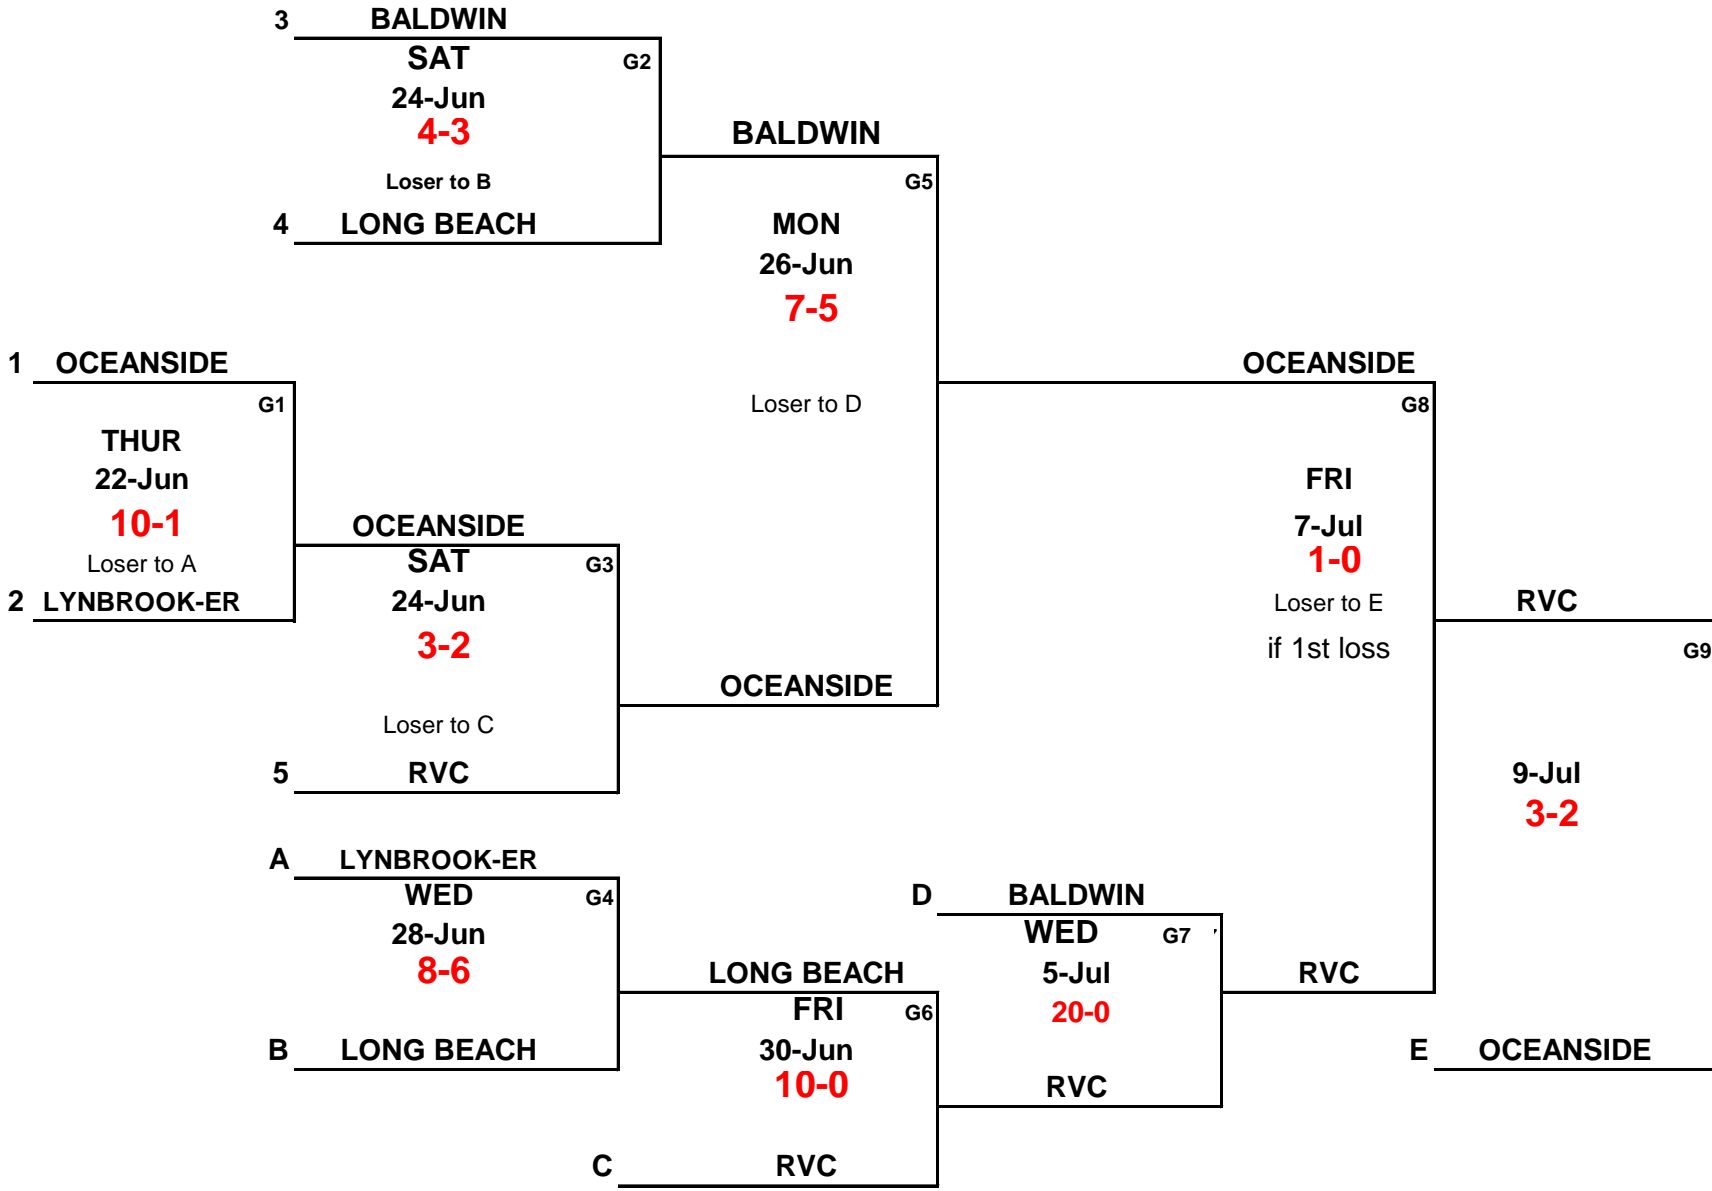 3 BALDWIN
SAT G2
24-Jun
4-3
Loser to B
4 LONG BEACH
BALDWIN
G5
MON
26-Jun
7-5
Loser to D
1 OCEANSIDE
G1
THUR
22-Jun
10-1
Loser to A
2 LYNBROOK-ER
OCEANSIDE
SAT G3
24-Jun
3-2
Loser to C
5 RVC
OCEANSIDE
OCEANSIDE
G8
FRI
7-Jul
1-0
Loser to E
if 1st loss
RVC
G9
9-Jul
3-2
A LYNBROOK-ER
WED G4
28-Jun
8-6
B LONG BEACH
LONG BEACH
FRI G6
30-Jun
10-0
C RVC
D BALDWIN
WED G7
5-Jul
20-0
RVC
RVC
E OCEANSIDE